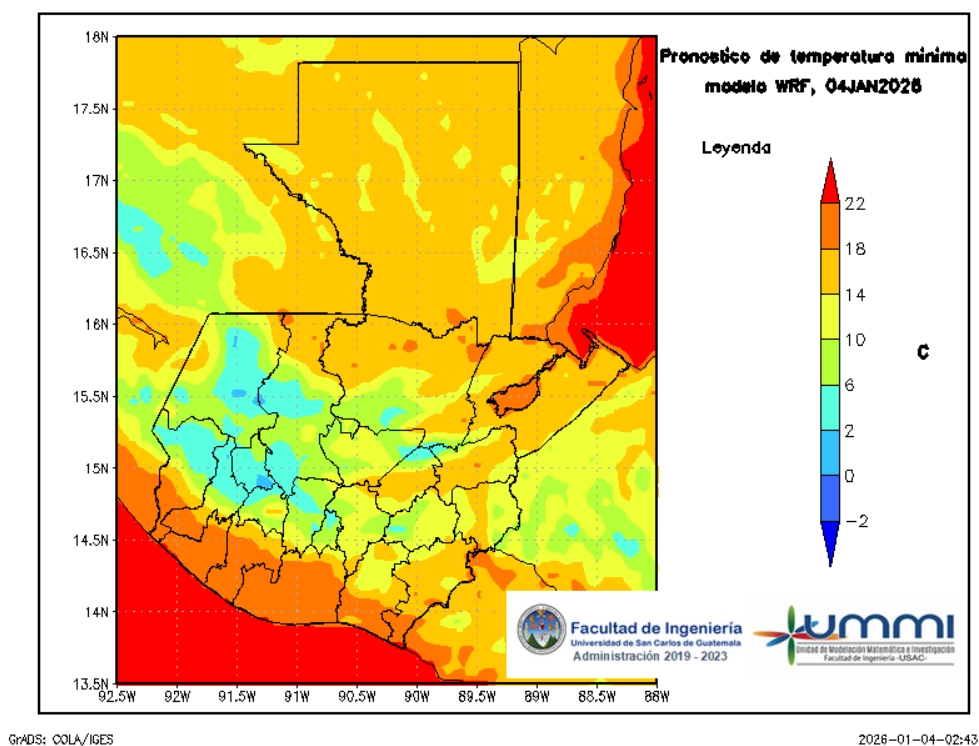 Pronostico de temperatura minima
modelo WRF, 04JAN2026
Leyenda
22
18
14
10
6
2
0
-2
C
18N
17.5N
17N
16.5N
16N
15.5N
15N
14.5N
14N
13.5N
92.5W
92W
91.5W
91W
90.5W
90W
89.5W
89W
88.5W
88W
Facultad de Ingeniería
Universidad de San Carlos de Guatemala
Administración 2019 - 2023
ummi
Unidad de Modelación Matemática e Investigación
Facultad de Ingeniería -USAC-
GrADS: COLA/IGES
2026-01-04-02:43